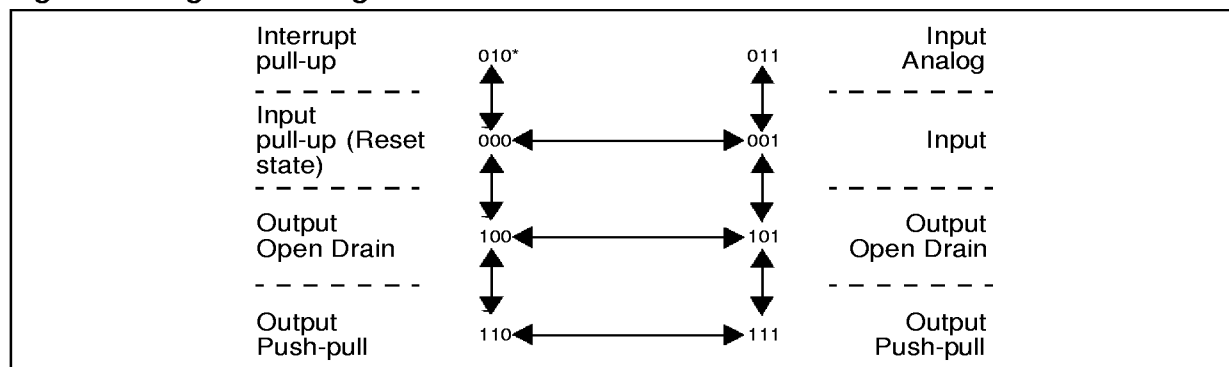 Interrupt
pull-up
010*
011
Input
Analog
Input
pull-up (Reset
state)
000
001
Input
Output
Open Drain
100
101
Output
Open Drain
Output
Push-pull
110
111
Output
Push-pull